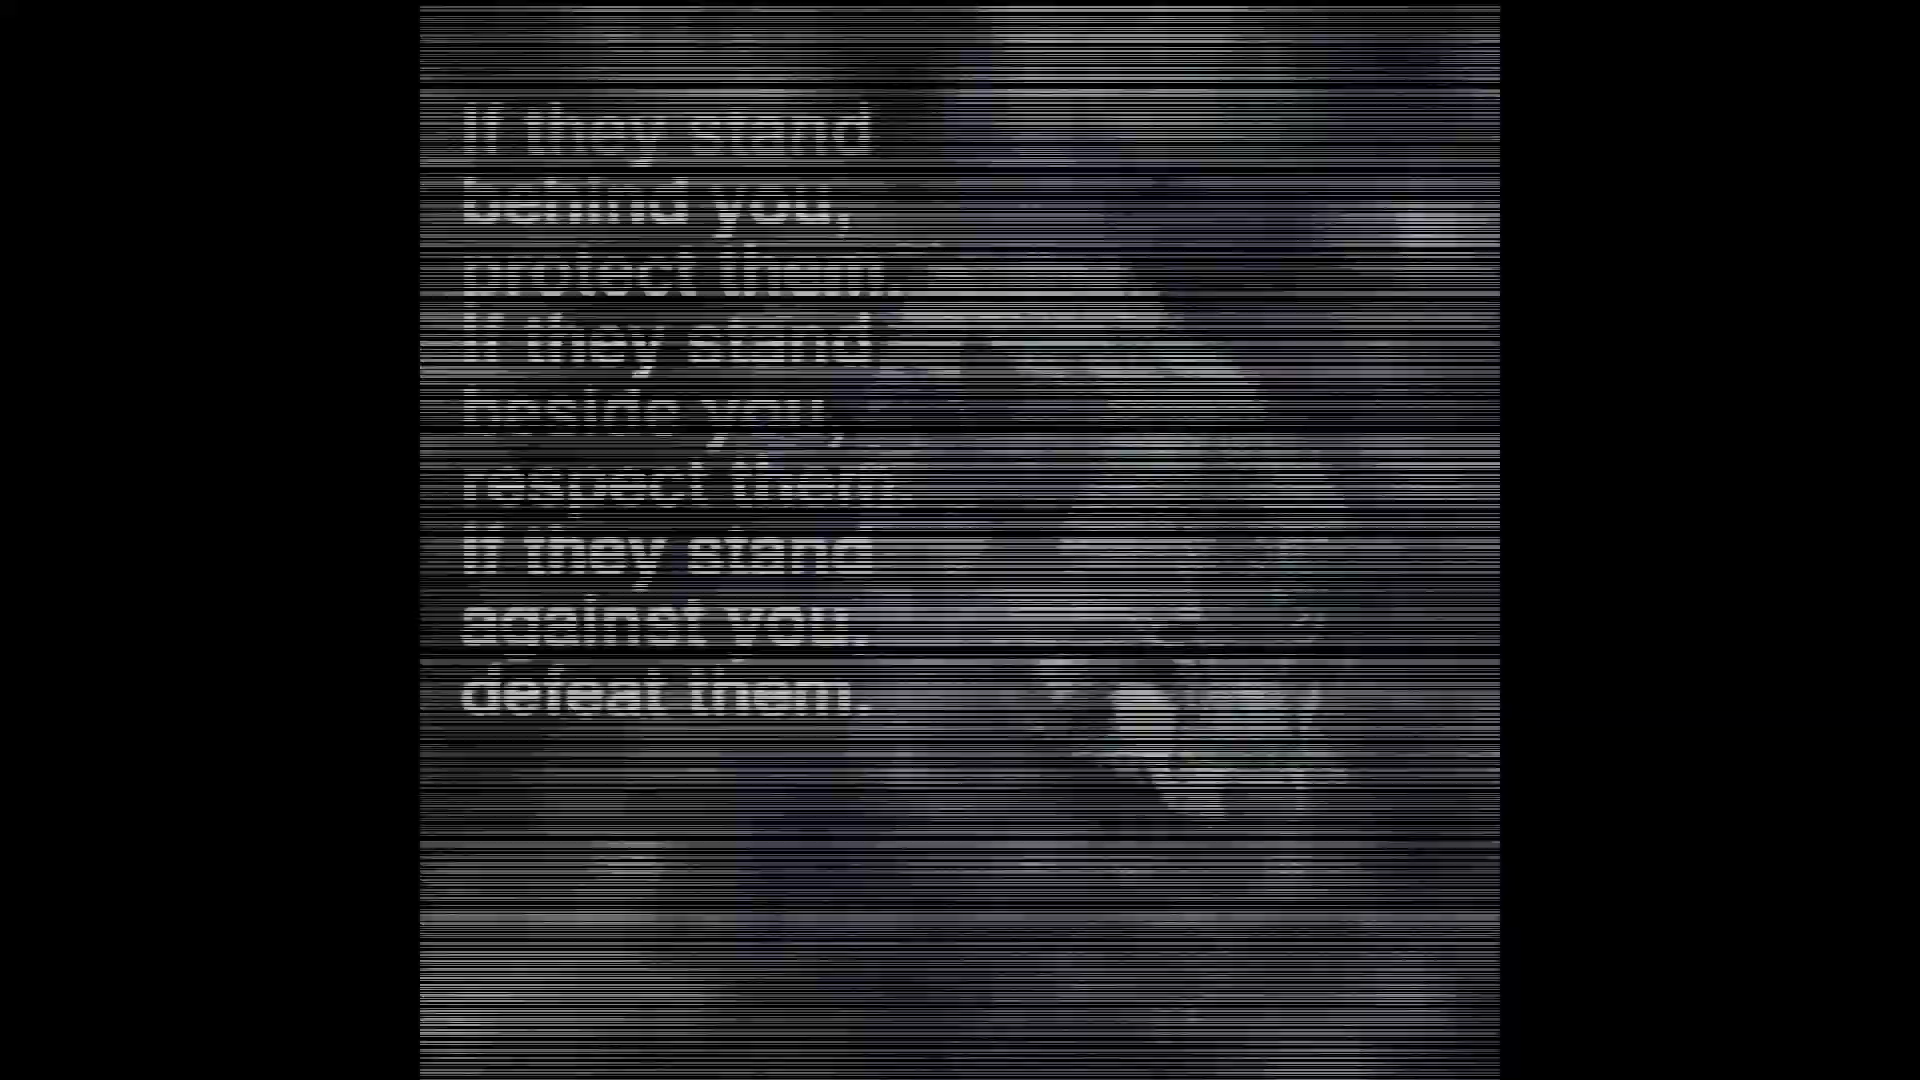 If they stand
behind you,
protect them.
If they stand
beside you,
respect them.
If they stand
against you,
defeat them.